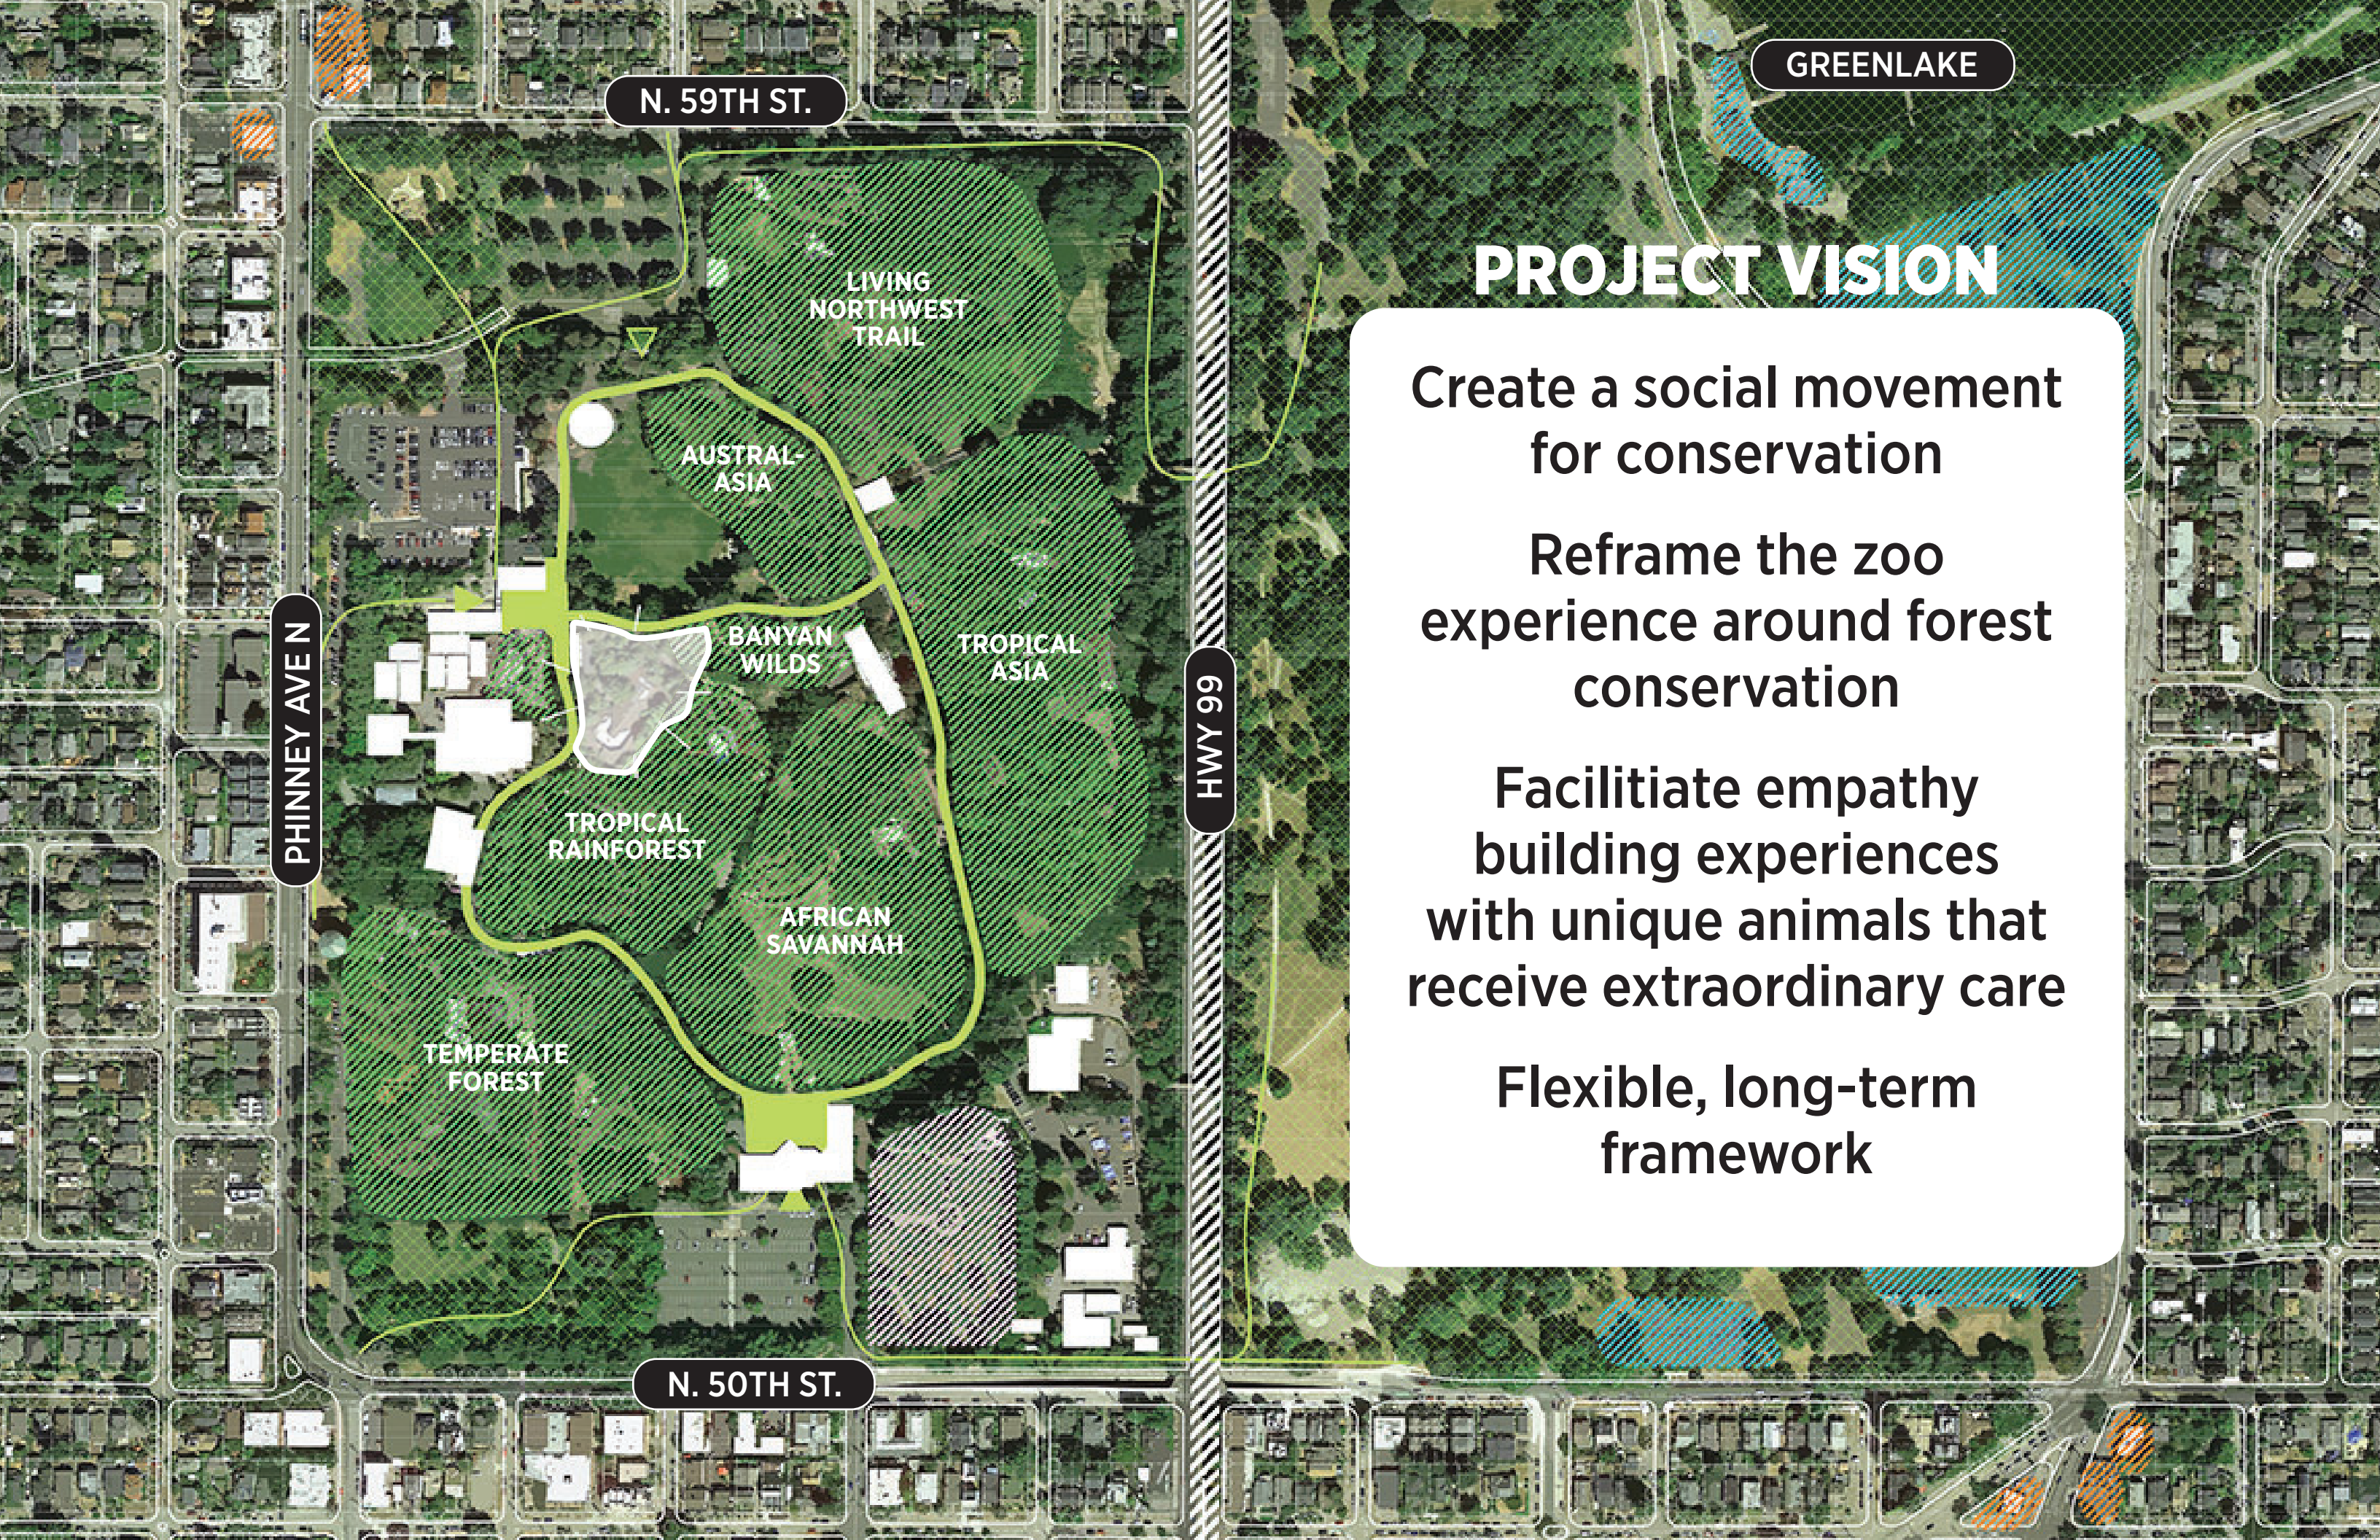 GREENLAKE
N. 59TH ST.
LIVING
NORTHWEST
TRAIL
AUSTRAL-
ASIA
BANYAN
WILDS
TROPICAL
ASIA
PHINNEY AVE N
HWY 99
TROPICAL
RAINFOREST
AFRICAN
SAVANNAH
TEMPERATE
FOREST
N. 50TH ST.
PROJECT VISION
Create a social movement
for conservation
Reframe the zoo
experience around forest
conservation
Facilitiate empathy
building experiences
with unique animals that
receive extraordinary care
Flexible, long-term
framework